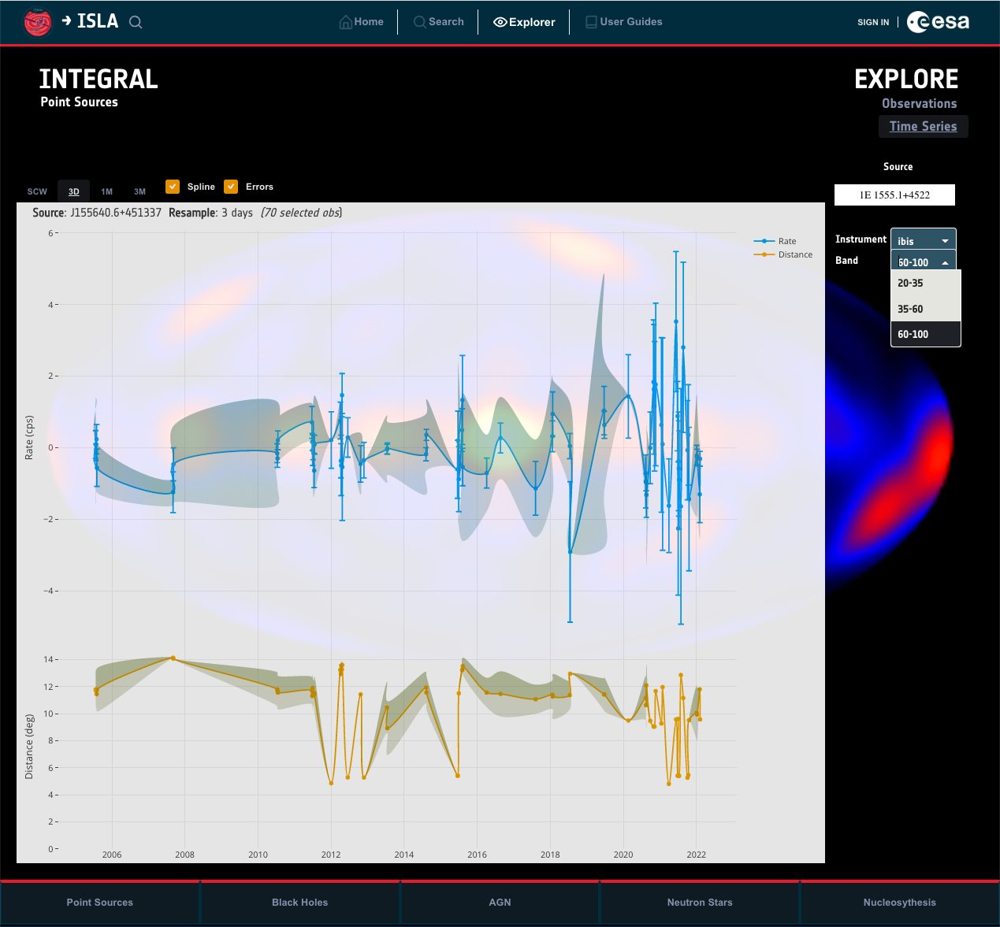 ISLA
Home
Search
Explorer
User Guides
SIGN IN
esa
INTEGRAL
Point Sources
EXPLORE
Observations
Time Series
Source
1E 1555.1+4522
SCW
3D
1M
3M
Spline
Errors
Source: J155640.6+451337 Resample: 3 days (70 selected obs)
Instrument
ibis
Band
60-100
20-35
35-60
60-100
Rate
Distance
6
4
2
0
−2
−4
Rate (cps)
14
12
10
8
6
4
2
0
Distance (deg)
2006
2008
2010
2012
2014
2016
2018
2020
2022
Point Sources
Black Holes
AGN
Neutron Stars
Nucleosythesis